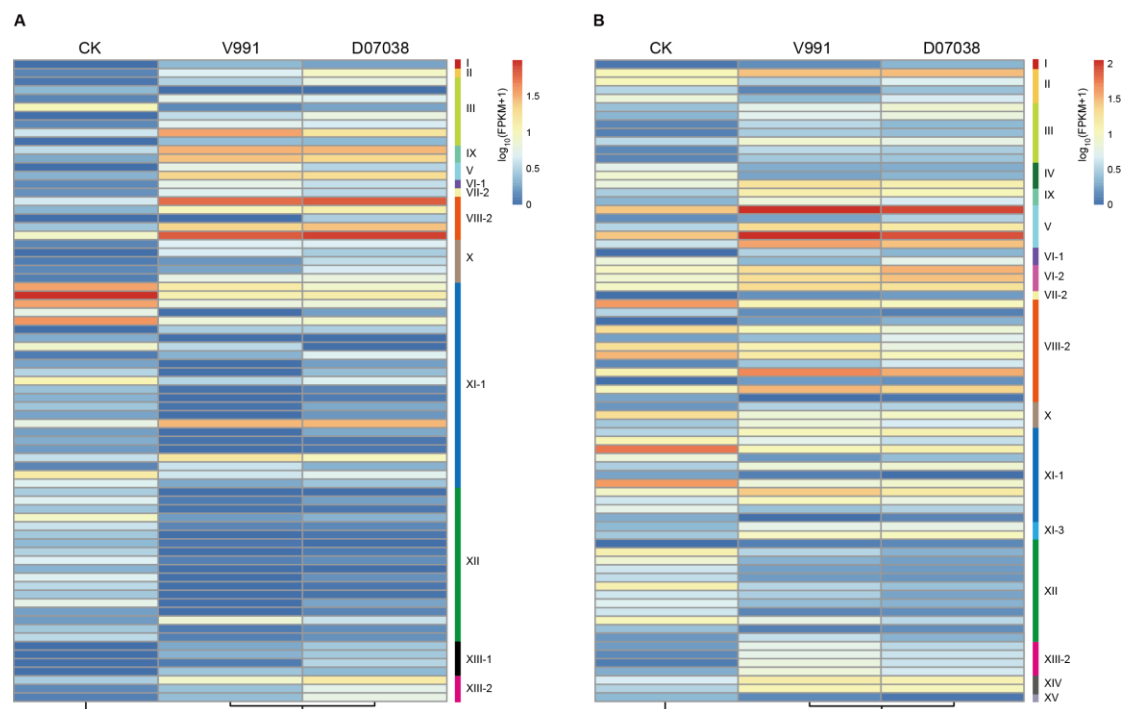 A
CK V991 D07038
I
II
III
IX
V
VI-1
VII-2
VIII-2
X
XI-1
XII
XIII-1
XIII-2
1.5
1
0.5
0
log10(FPKM+1)
B
CK V991 D07038
I
II
III
IV
IX
V
VI-1
VI-2
VII-2
VIII-2
X
XI-1
XI-3
XII
XIII-2
XIV
XV
2
1.5
1
0.5
0
log10(FPKM+1)